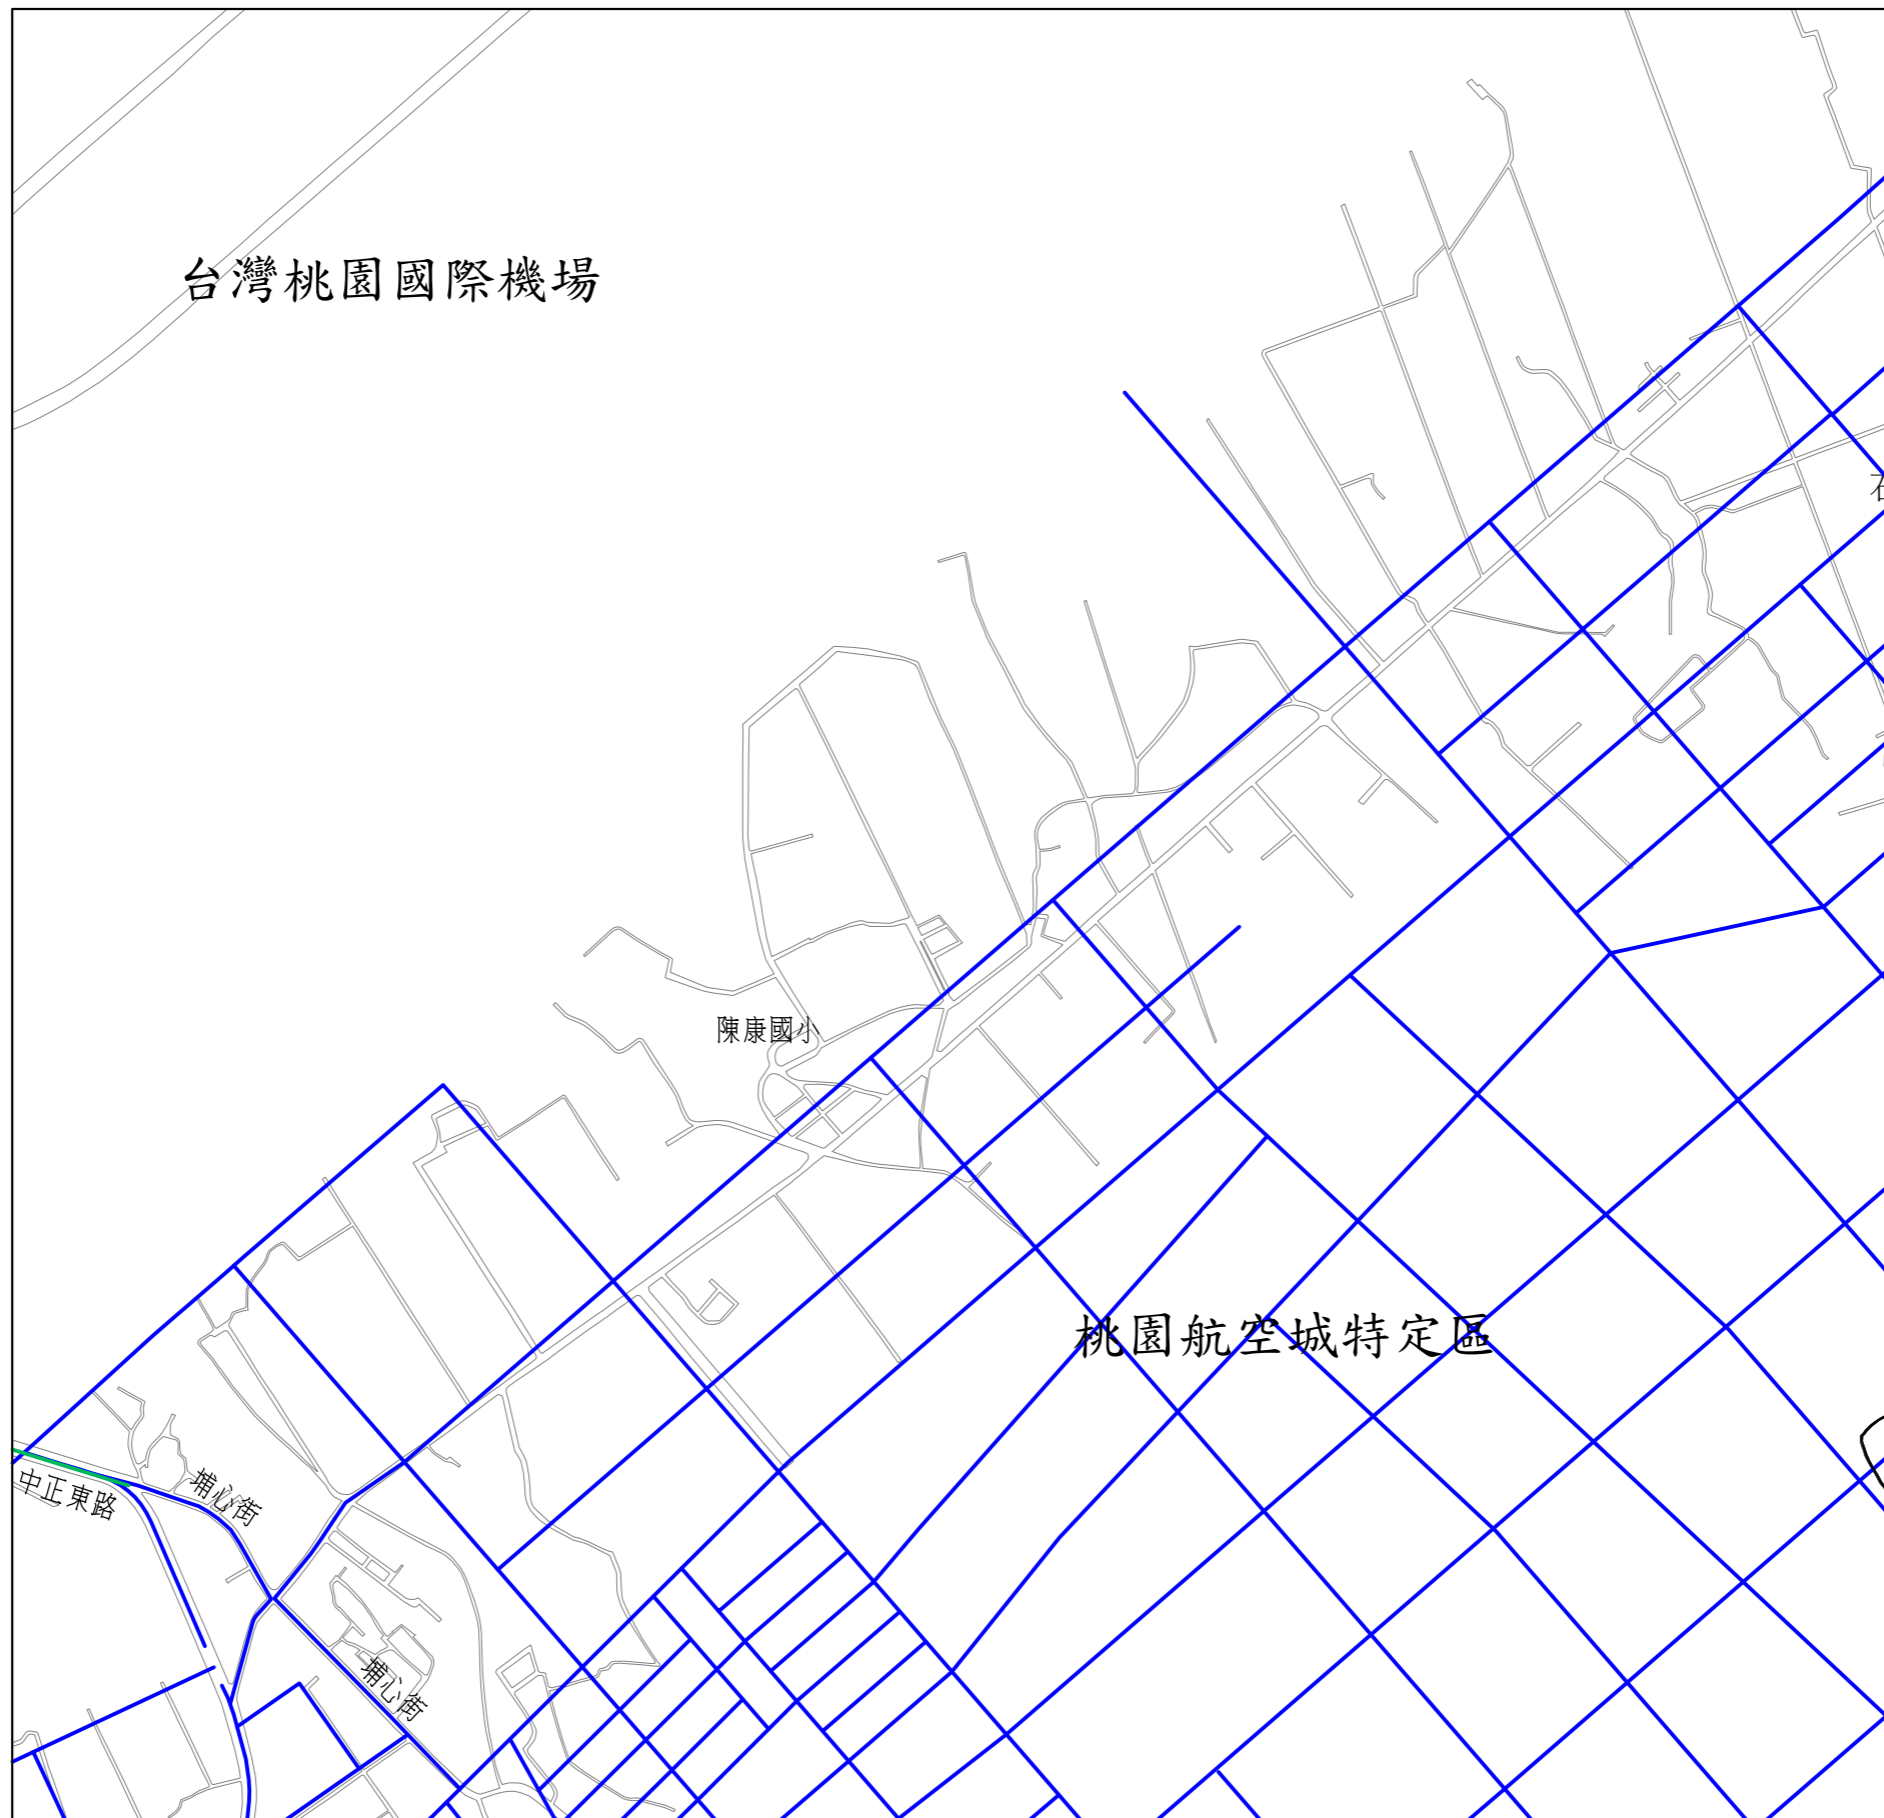 台灣桃園國際機場
陳康國小
桃園航空城特定區
中正東路
埔心街
埔心街